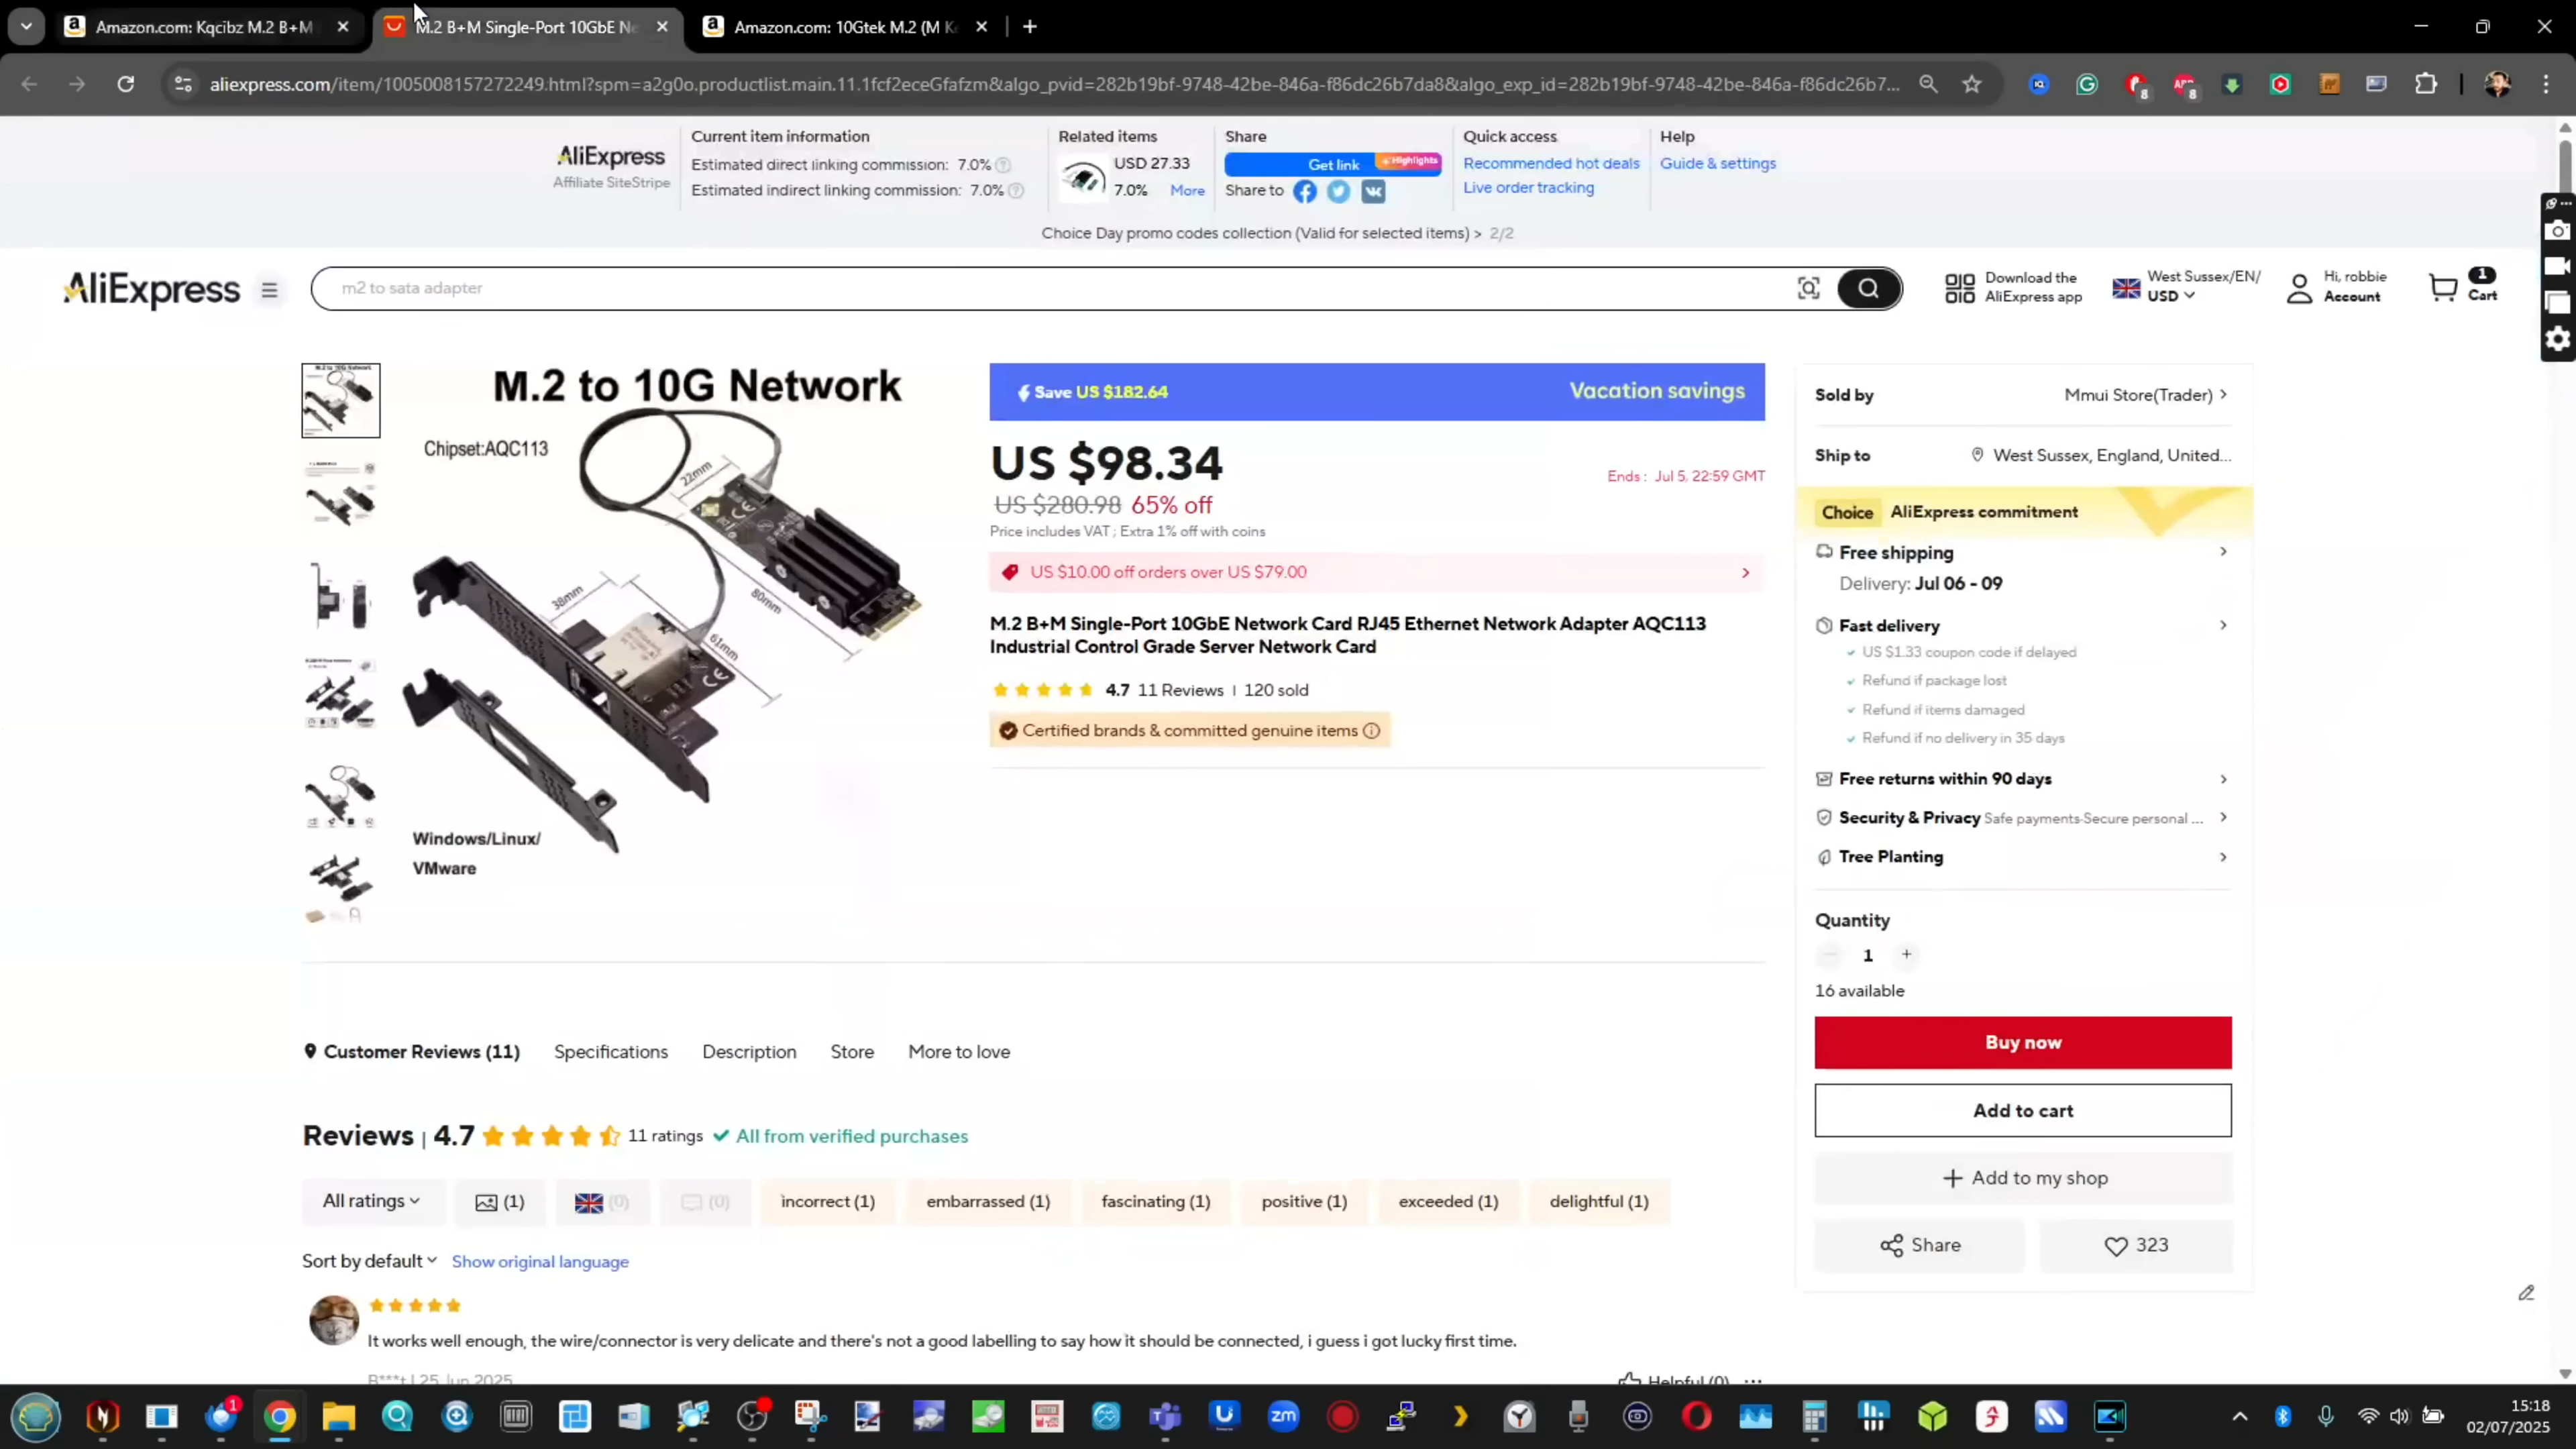 Amazon.com: Kqcibz M.2 B+M
M.2 B+M Single-Port 10GbE Ne
Amazon.com: 10Gtek M.2 (M Ke
aliexpress.com/item/1005008157272249.html?spm=a2g0o.productlist.main.11.1fcf2eceGfafzm&algo_pvid=282b19bf-9748-42be-846a-f86dc26b7da8&algo_exp_id=282b19bf-9748-42be-846a-f86dc26b7...
8
8
AliExpress
Affiliate SiteStripe
Current item information
Estimated direct linking commission: 7.0%
Estimated indirect linking commission: 7.0%
Related items
USD 27.33
7.0% More
Share
Get link Highlights
Share to
Quick access
Recommended hot deals
Live order tracking
Help
Guide & settings
Choice Day promo codes collection (Valid for selected items) > 2/2
AliExpress
m2 to sata adapter
Download the
AliExpress app
West Sussex/EN/
USD
Hi, robbie
Account
1
Cart
M.2 to 10G Network
Chipset:AQC113
22mm
80mm
38mm
61mm
Windows/Linux/
VMware
Save US $182.64
Vacation savings
US $98.34
Ends : Jul 5, 22:59 GMT
US $280.98 65% off
Price includes VAT ; Extra 1% off with coins
US $10.00 off orders over US $79.00
M.2 B+M Single-Port 10GbE Network Card RJ45 Ethernet Network Adapter AQC113
Industrial Control Grade Server Network Card
4.7 11 Reviews | 120 sold
Certified brands & committed genuine items
Sold by
Mmui Store(Trader)
Ship to
West Sussex, England, United...
Choice AliExpress commitment
Free shipping
Delivery: Jul 06 - 09
Fast delivery
US $1.33 coupon code if delayed
Refund if package lost
Refund if items damaged
Refund if no delivery in 35 days
Free returns within 90 days
Security & Privacy Safe payments·Secure personal ...
Tree Planting
Quantity
1
16 available
Buy now
Add to cart
Add to my shop
Share
323
Customer Reviews (11)
Specifications
Description
Store
More to love
Reviews | 4.7 11 ratings All from verified purchases
All ratings
(1)
(0)
(0)
incorrect (1)
embarrassed (1)
fascinating (1)
positive (1)
exceeded (1)
delightful (1)
Sort by default
Show original language
It works well enough, the wire/connector is very delicate and there's not a good labelling to say how it should be connected, i guess i got lucky first time.
B***t | 25 Jun 2025
Helpful (0)
1
zm
15:18
02/07/2025